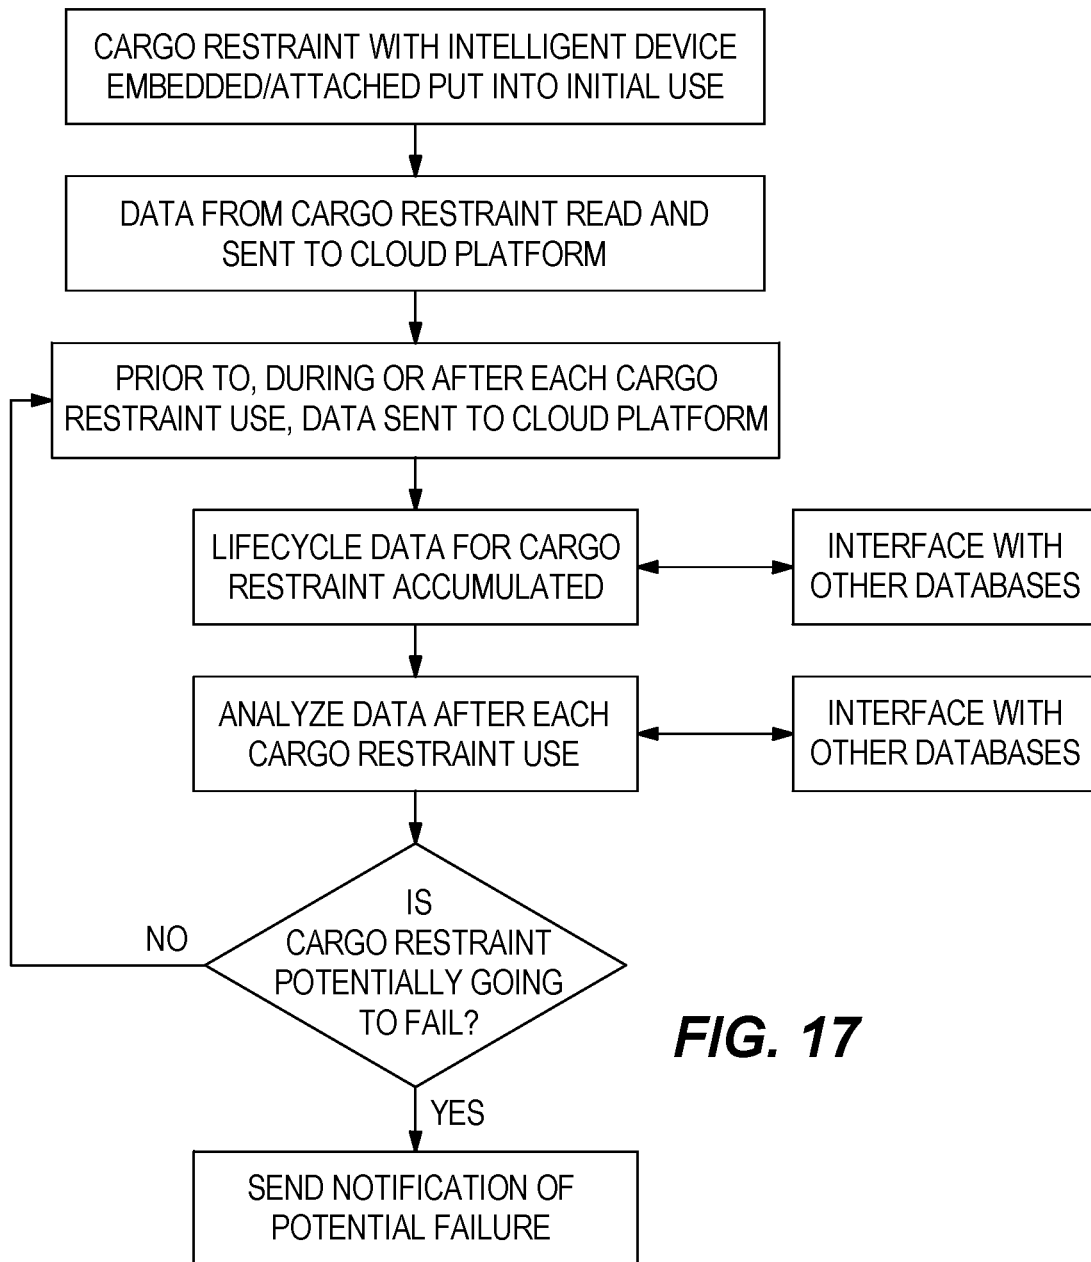 CARGO RESTRAINT WITH INTELLIGENT DEVICE
EMBEDDED/ATTACHED PUT INTO INITIAL USE
DATA FROM CARGO RESTRAINT READ AND
SENT TO CLOUD PLATFORM
PRIOR TO, DURING OR AFTER EACH CARGO
RESTRAINT USE, DATA SENT TO CLOUD PLATFORM
LIFECYCLE DATA FOR CARGO
RESTRAINT ACCUMULATED
INTERFACE WITH
OTHER DATABASES
ANALYZE DATA AFTER EACH
CARGO RESTRAINT USE
INTERFACE WITH
OTHER DATABASES
IS
CARGO RESTRAINT
POTENTIALLY GOING
TO FAIL?
NO
YES
SEND NOTIFICATION OF
POTENTIAL FAILURE
FIG. 17